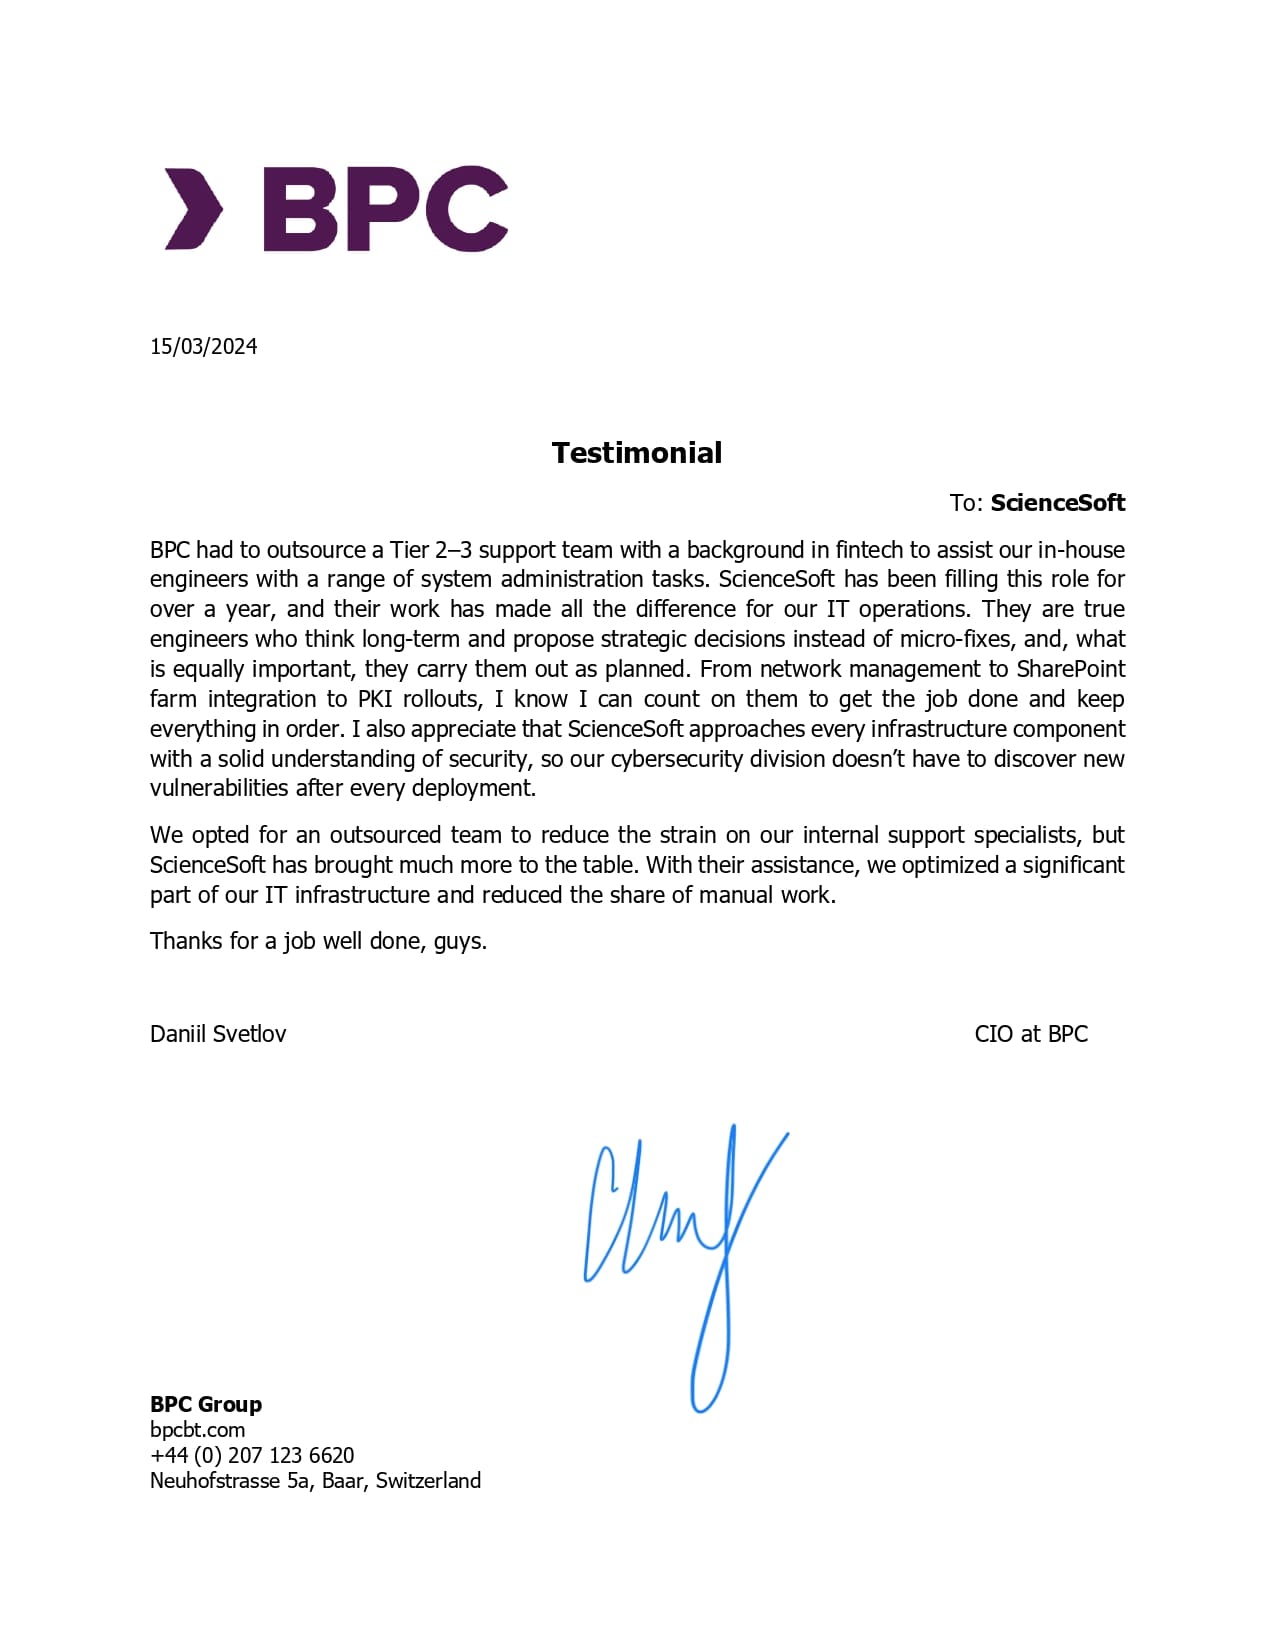 BPC
15/03/2024
Testimonial
To: ScienceSoft
BPC had to outsource a Tier 2–3 support team with a background in fintech to assist our in-house
engineers with a range of system administration tasks. ScienceSoft has been filling this role for
over a year, and their work has made all the difference for our IT operations. They are true
engineers who think long-term and propose strategic decisions instead of micro-fixes, and, what
is equally important, they carry them out as planned. From network management to SharePoint
farm integration to PKI rollouts, I know I can count on them to get the job done and keep
everything in order. I also appreciate that ScienceSoft approaches every infrastructure component
with a solid understanding of security, so our cybersecurity division doesn’t have to discover new
vulnerabilities after every deployment.
We opted for an outsourced team to reduce the strain on our internal support specialists, but
ScienceSoft has brought much more to the table. With their assistance, we optimized a significant
part of our IT infrastructure and reduced the share of manual work.
Thanks for a job well done, guys.
Daniil Svetlov CIO at BPC
BPC Group
bpcbt.com
+44 (0) 207 123 6620
Neuhofstrasse 5a, Baar, Switzerland